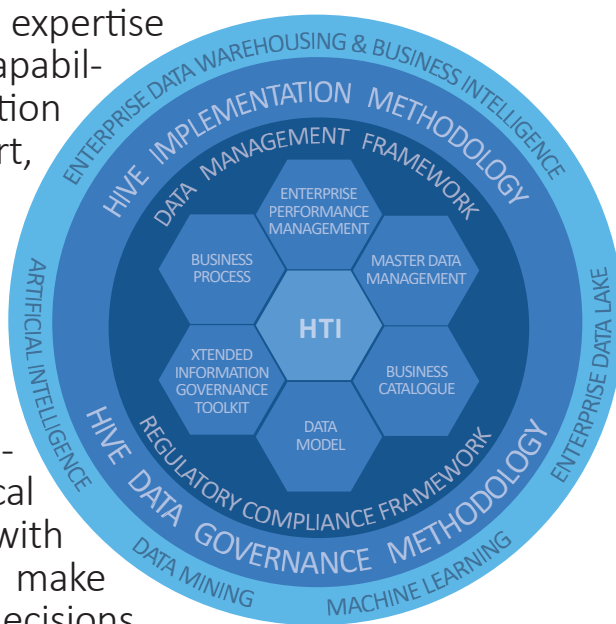 expertise
apabil-
tion
rt,
-
cal
with
make
ecisions
ENTERPRISE DATA WAREHOUSING & BUSINESS INTELLIGENCE
HIVE IMPLEMENTATION METHODOLOGY
DATA MANAGEMENT FRAMEWORK
ENTERPRISE
PERFORMANCE
MANAGEMENT
BUSINESS
PROCESS
MASTER DATA
MANAGEMENT
HTI
XTENDED
INFORMATION
GOVERNANCE
TOOLKIT
BUSINESS
CATALOGUE
DATA
MODEL
REGULATORY COMPLIANCE FRAMEWORK
HIVE DATA GOVERNANCE METHODOLOGY
ARTIFICIAL INTELLIGENCE
ENTERPRISE DATA LAKE
DATA MINING
MACHINE LEARNING